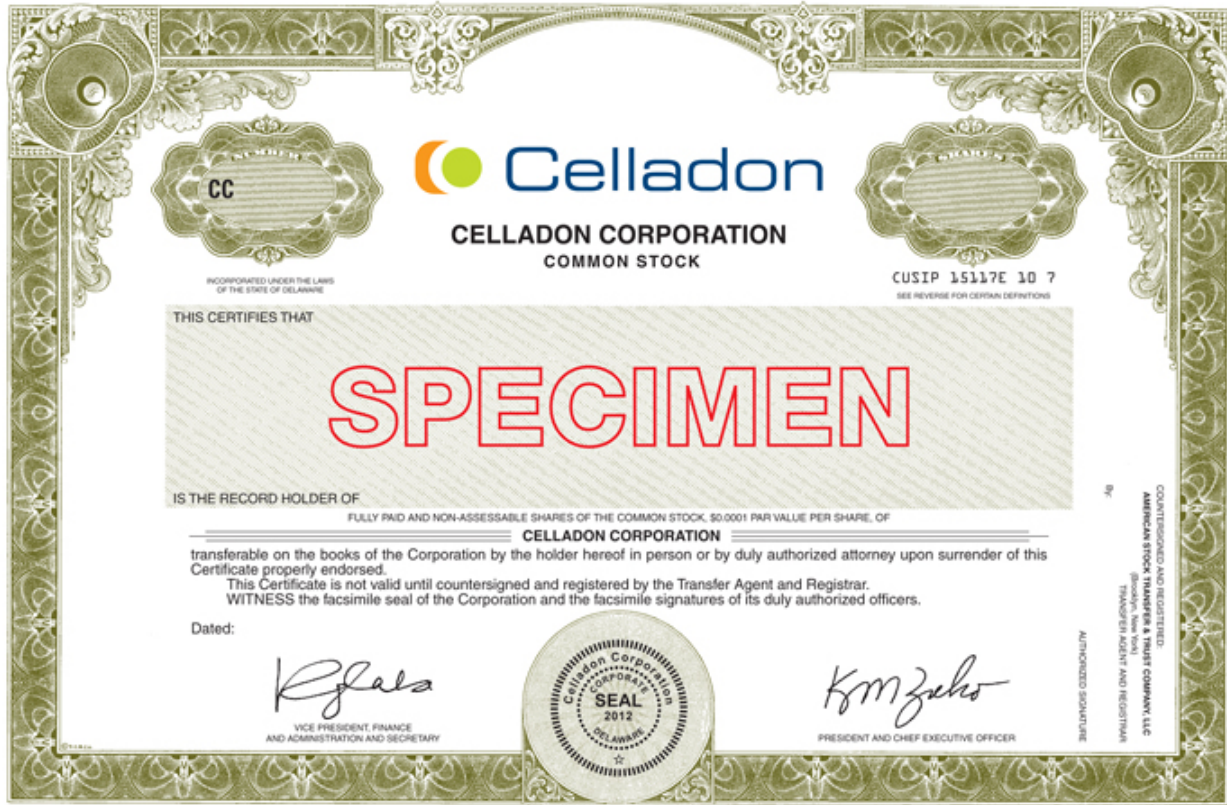 NUMBER
SHARES
CC
Celladon
CELLADON CORPORATION
COMMON STOCK
INCORPORATED UNDER THE LAWS
OF THE STATE OF DELAWARE
CUSIP 15117E 10 7
SEE REVERSE FOR CERTAIN DEFINITIONS
THIS CERTIFIES THAT
SPECIMEN
IS THE RECORD HOLDER OF
FULLY PAID AND NON-ASSESSABLE SHARES OF THE COMMON STOCK, $0.0001 PAR VALUE PER SHARE, OF
CELLADON CORPORATION
transferable on the books of the Corporation by the holder hereof in person or by duly authorized attorney upon surrender of this
Certificate properly endorsed.
This Certificate is not valid until countersigned and registered by the Transfer Agent and Registrar.
WITNESS the facsimile seal of the Corporation and the facsimile signatures of its duly authorized officers.
Dated:
VICE PRESIDENT, FINANCE
AND ADMINISTRATION AND SECRETARY
Celladon Corporation
CORPORATE
SEAL
2012
DELAWARE
PRESIDENT AND CHIEF EXECUTIVE OFFICER
COUNTERSIGNED AND REGISTERED:
AMERICAN STOCK TRANSFER & TRUST COMPANY, LLC
(Brooklyn, New York)
TRANSFER AGENT AND REGISTRAR
By:
AUTHORIZED SIGNATURE